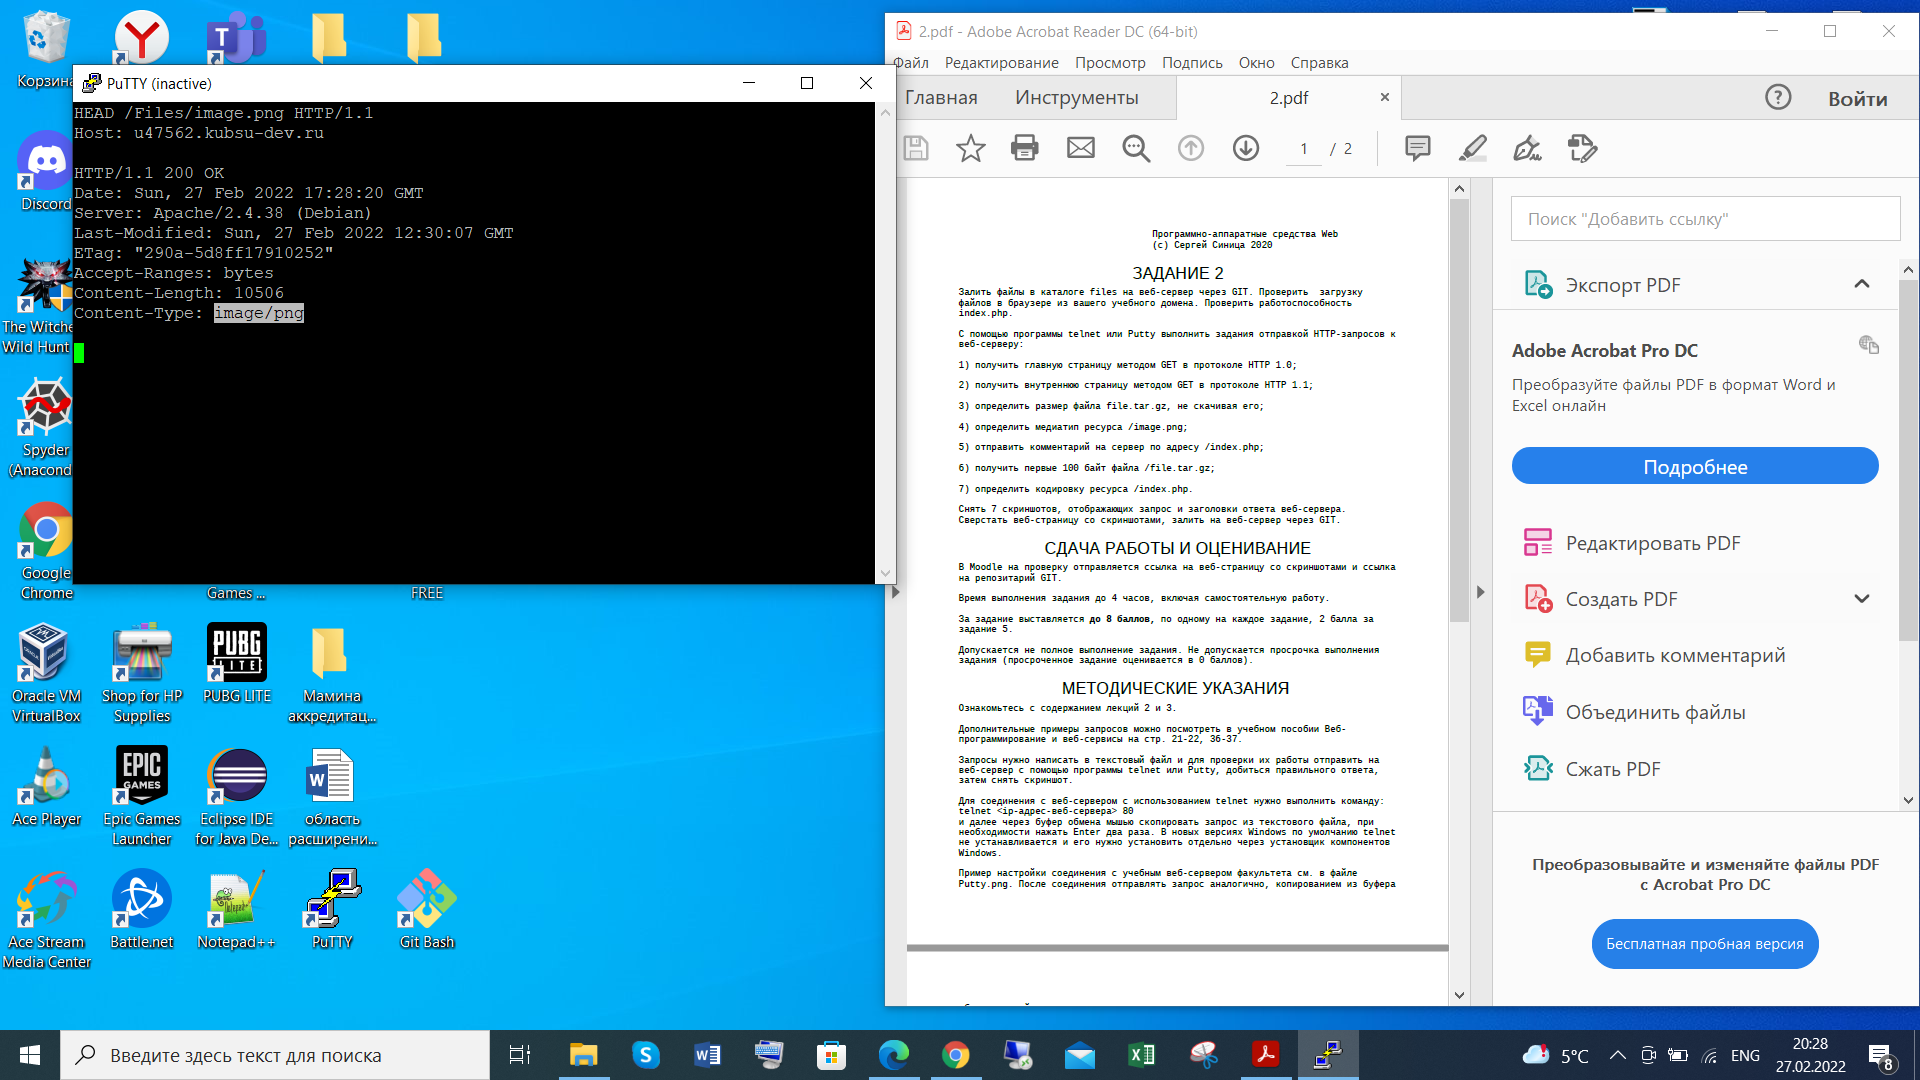 Корзина
PuTTY (inactive)
HEAD /Files/image.png HTTP/1.1
Host: u47562.kubsu-dev.ru
HTTP/1.1 200 OK
Date: Sun, 27 Feb 2022 17:28:20 GMT
Server: Apache/2.4.38 (Debian)
Last-Modified: Sun, 27 Feb 2022 12:30:07 GMT
ETag: "290a-5d8ff17910252"
Accept-Ranges: bytes
Content-Length: 10506
Content-Type: image/png
Discord
The Witche
Wild Hunt
Spyder
(Anacond
Google
Chrome
Games ...
FREE
Oracle VM
VirtualBox
Shop for HP
Supplies
PUBG LITE
PUBG LITE
Мамина
аккредитац...
Ace Player
EPIC GAMES
Epic Games
Launcher
Eclipse IDE
for Java De...
область
расширени...
Ace Stream
Media Center
Battle.net
Notepad++
PuTTY
Git Bash
2.pdf - Adobe Acrobat Reader DC (64-bit)
Файл Редактирование Просмотр Подпись Окно Справка
Главная Инструменты 2.pdf Войти
1 / 2
Программно-аппаратные средства Web
(c) Сергей Синица 2020
ЗАДАНИЕ 2
Залить файлы в каталоге files на веб-сервер через GIT. Проверить загрузку
файлов в браузере из вашего учебного домена. Проверить работоспособность
index.php.
С помощью программы telnet или Putty выполнить задания отправкой HTTP-запросов к
веб-серверу:
1) получить главную страницу методом GET в протоколе HTTP 1.0;
2) получить внутреннюю страницу методом GET в протоколе HTTP 1.1;
3) определить размер файла file.tar.gz, не скачивая его;
4) определить медиатип ресурса /image.png;
5) отправить комментарий на сервер по адресу /index.php;
6) получить первые 100 байт файла /file.tar.gz;
7) определить кодировку ресурса /index.php.
Снять 7 скриншотов, отображающих запрос и заголовки ответа веб-сервера.
Сверстать веб-страницу со скриншотами, залить на веб-сервер через GIT.
СДАЧА РАБОТЫ И ОЦЕНИВАНИЕ
В Moodle на проверку отправляется ссылка на веб-страницу со скриншотами и ссылка
на репозитарий GIT.
Время выполнения задания до 4 часов, включая самостоятельную работу.
За задание выставляется до 8 баллов, по одному на каждое задание, 2 балла за
задание 5.
Допускается не полное выполнение задания. Не допускается просрочка выполнения
задания (просроченное задание оценивается в 0 баллов).
МЕТОДИЧЕСКИЕ УКАЗАНИЯ
Ознакомьтесь с содержанием лекций 2 и 3.
Дополнительные примеры запросов можно посмотреть в учебном пособии Веб-
программирование и веб-сервисы на стр. 21-22, 36-37.
Запросы нужно написать в текстовый файл и для проверки их работы отправить на
веб-сервер с помощью программы telnet или Putty, добиться правильного ответа,
затем снять скриншот.
Для соединения с веб-сервером с использованием telnet нужно выполнить команду:
telnet <ip-адрес-веб-сервера> 80
и далее через буфер обмена мышью скопировать запрос из текстового файла, при
необходимости нажать Enter два раза. В новых версиях Windows по умолчанию telnet
не устанавливается и его нужно установить отдельно через установщик компонентов
Windows.
Пример настройки соединения с учебным веб-сервером факультета см. в файле
Putty.png. После соединения отправлять запрос аналогично, копированием из буфера
Поиск "Добавить ссылку"
Экспорт PDF
Adobe Acrobat Pro DC
Преобразуйте файлы PDF в формат Word и
Excel онлайн
Подробнее
Редактировать PDF
Создать PDF
Добавить комментарий
Объединить файлы
Сжать PDF
Преобразовывайте и изменяйте файлы PDF
с Acrobat Pro DC
Бесплатная пробная версия
Введите здесь текст для поиска
5°C
ENG
20:28
27.02.2022
8